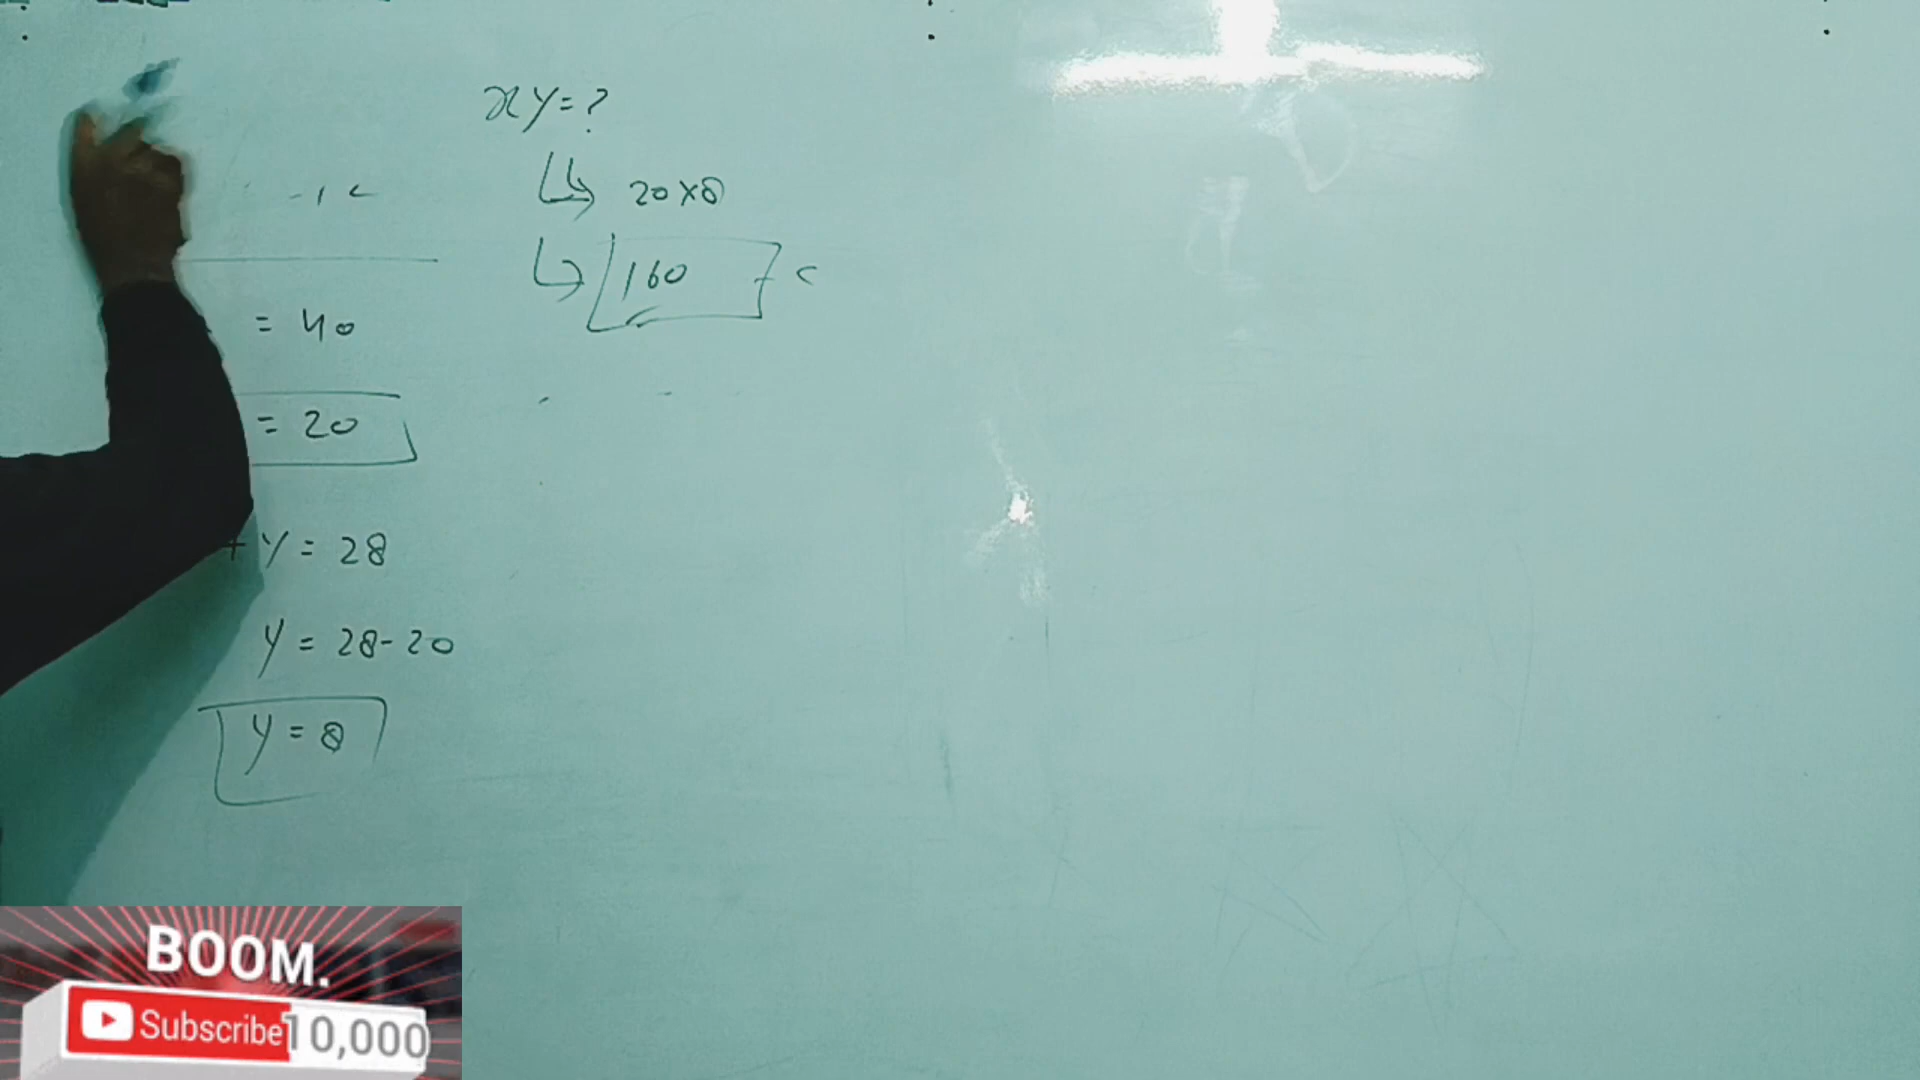 xy=?
20×8
160
= 40
= 20
+ y = 28
y = 28-20
y = 8
BOOM.
Subscribe 10,000